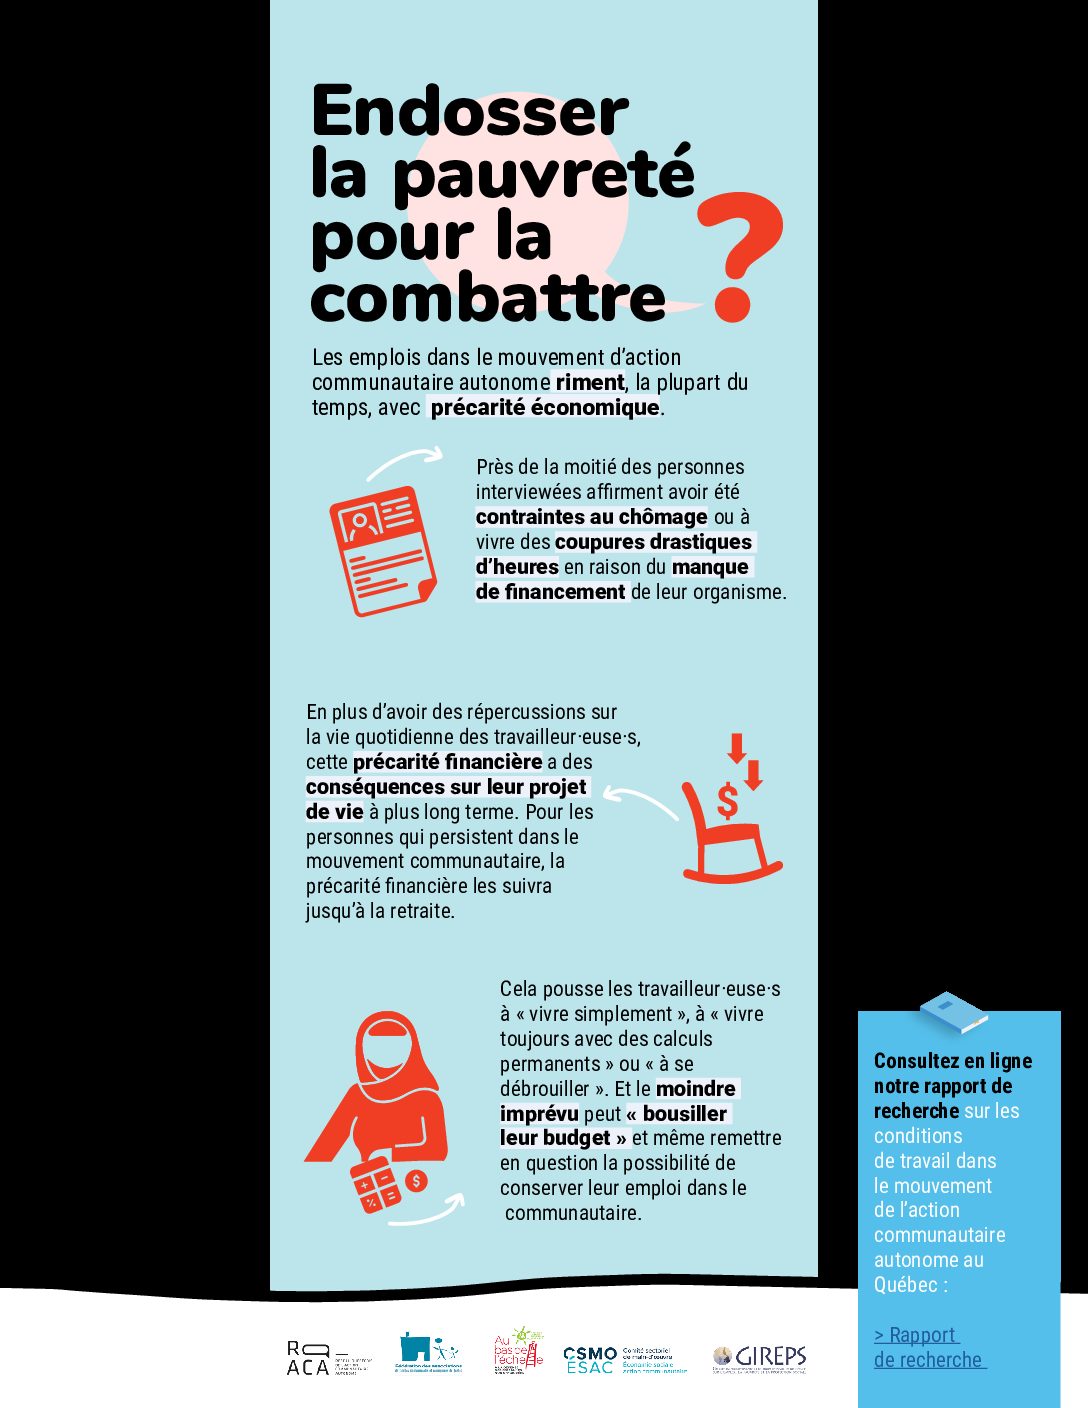 Endosser
la pauvreté
pour la
combattre ?
Les emplois dans le mouvement d’action
communautaire autonome riment, la plupart du
temps, avec précarité économique.
Près de la moitié des personnes
interviewées affirment avoir été
contraintes au chômage ou à
vivre des coupures drastiques
d’heures en raison du manque
de financement de leur organisme.
En plus d’avoir des répercussions sur
la vie quotidienne des travailleur·euse·s,
cette précarité financière a des
conséquences sur leur projet
de vie à plus long terme. Pour les
personnes qui persistent dans le
mouvement communautaire, la
précarité financière les suivra
jusqu’à la retraite.
$
Cela pousse les travailleur·euse·s
à « vivre simplement », à « vivre
toujours avec des calculs
permanents » ou « à se
débrouiller ». Et le moindre
imprévu peut « bousiller
leur budget » et même remettre
en question la possibilité de
conserver leur emploi dans le
communautaire.
$
Consultez en ligne
notre rapport de
recherche sur les
conditions
de travail dans
le mouvement
de l’action
communautaire
autonome au
Québec :
> Rapport
de recherche
RQ–
ACA
Au
bas de
l’échelle
CSMO
ESAC
Comité sectoriel
de main-d’œuvre
Économie sociale
Action communautaire
GIREPS